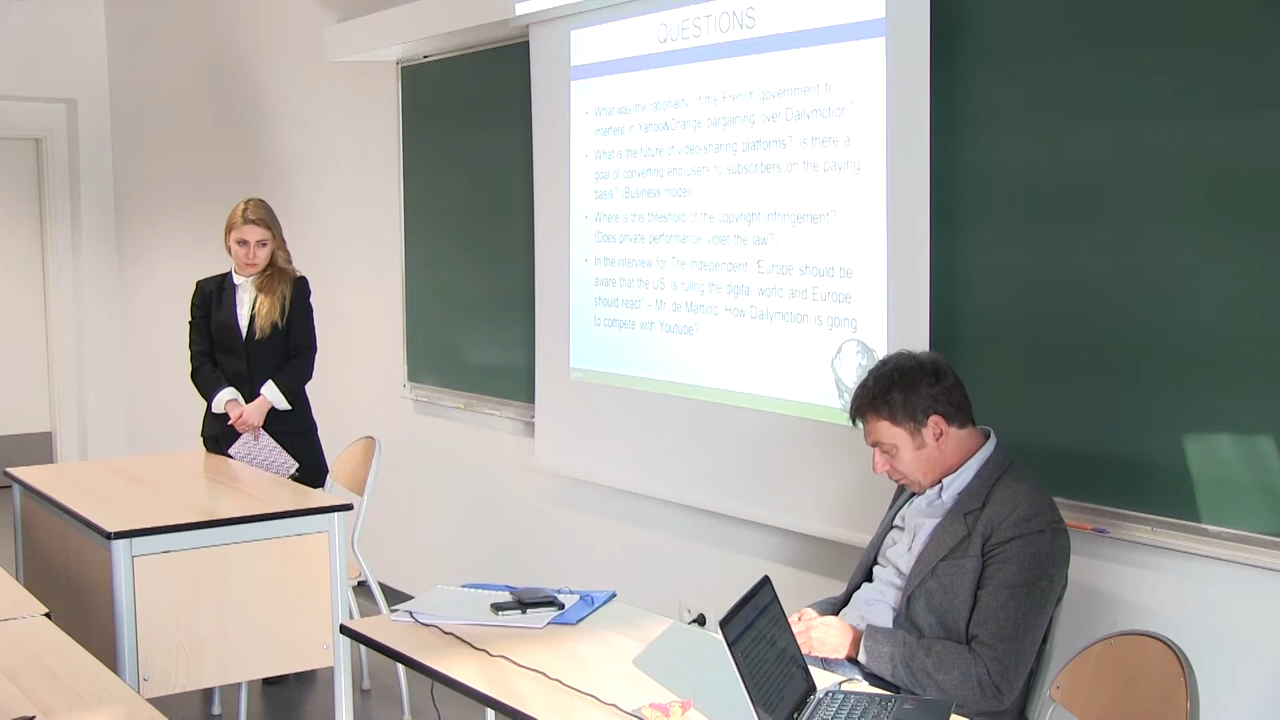 QUESTIONS
• What was the rationality of the French government to
interfere in Yahoo&Orange bargaining over Dailymotion?
• What is the future of video-sharing platforms? Is there a
goal of converting end-users to subscribers on the paying
basis? (Business model)
• Where is this threshold of the copyright infringement?
(Does private performance violet the law?)
• In the interview for The Independent: "Europe should be
aware that the US is ruling the digital world and Europe
should react" – Mr. de Martino. How Dailymotion is going
to compete with Youtube?